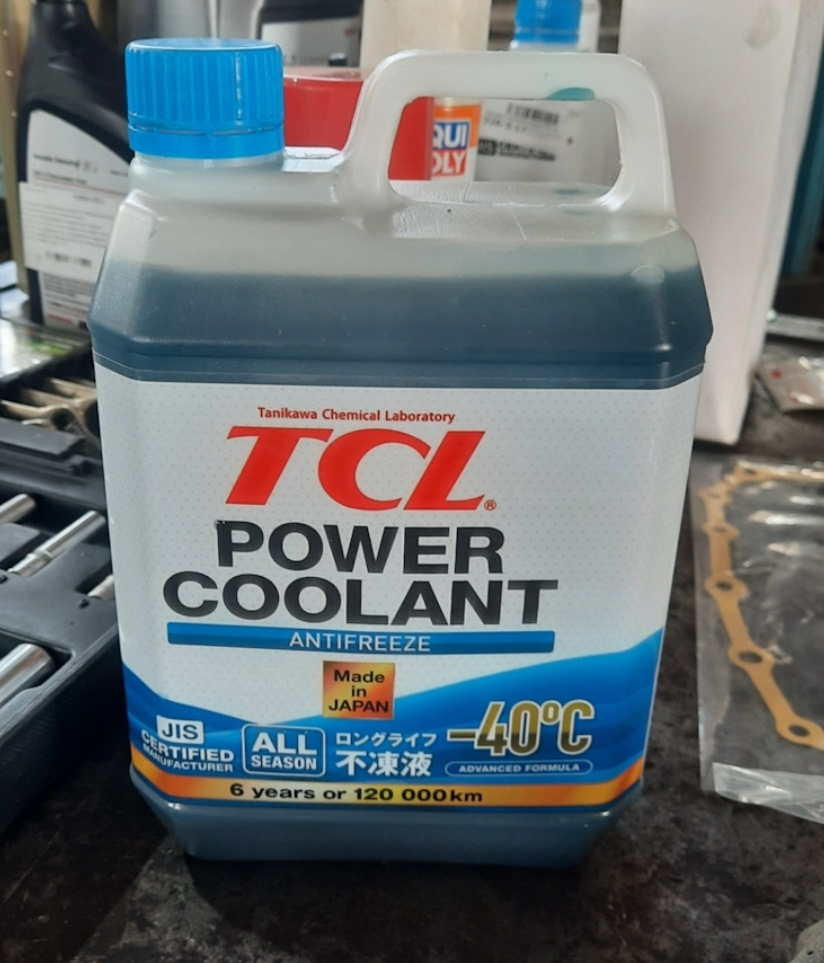 QUI
OLY
Tanikawa Chemical Laboratory
TCL®
POWER
COOLANT
ANTIFREEZE
Made
in
JAPAN
JIS
CERTIFIED
MANUFACTURER
ALL
SEASON
ロングライフ
不凍液
-40°C
ADVANCED FORMULA
6 years or 120 000km